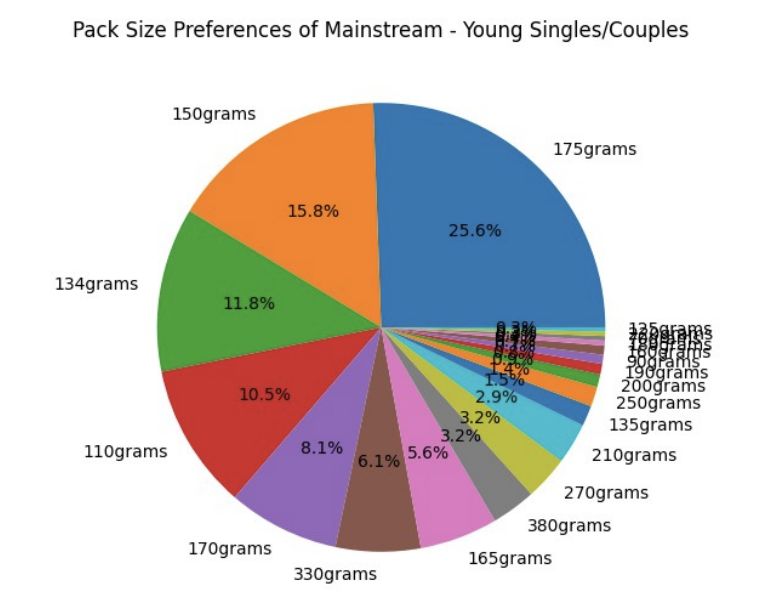 Pack Size Preferences of Mainstream - Young Singles/Couples
175grams
25.6%
150grams
15.8%
134grams
11.8%
110grams
10.5%
170grams
8.1%
330grams
6.1%
165grams
5.6%
380grams
3.2%
270grams
3.2%
210grams
2.9%
135grams
1.5%
250grams
1.4%
200grams
0.9%
190grams
90grams
160grams
125grams